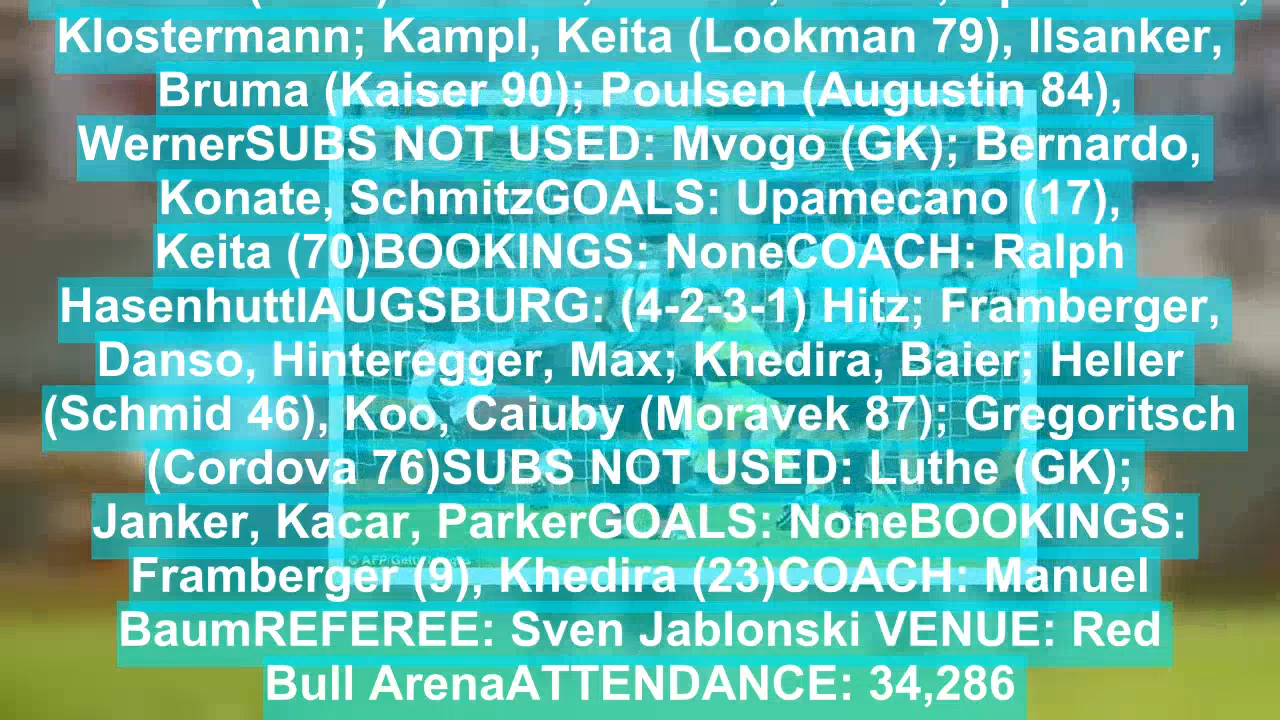 Klostermann; Kampl, Keita (Lookman 79), Ilsanker,
Bruma (Kaiser 90); Poulsen (Augustin 84),
WernerSUBS NOT USED: Mvogo (GK); Bernardo,
Konate, SchmitzGOALS: Upamecano (17),
Keita (70)BOOKINGS: NoneCOACH: Ralph
HasenhuttlAUGSBURG: (4-2-3-1) Hitz; Framberger,
Danso, Hinteregger, Max; Khedira, Baier; Heller
(Schmid 46), Koo, Caiuby (Moravek 87); Gregoritsch
(Cordova 76)SUBS NOT USED: Luthe (GK);
Janker, Kacar, ParkerGOALS: NoneBOOKINGS:
© AFP/Getty Images
Framberger (9), Khedira (23)COACH: Manuel
BaumREFEREE: Sven Jablonski VENUE: Red
Bull ArenaATTENDANCE: 34,286